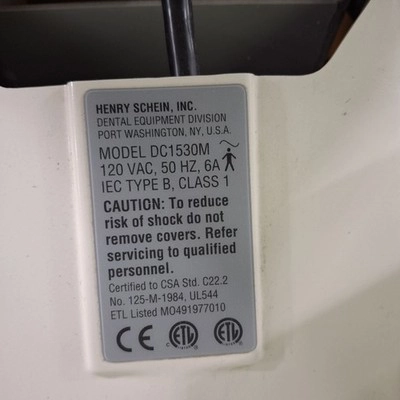 HENRY SCHEIN, INC.
DENTAL EQUIPMENT DIVISION
PORT WASHINGTON, NY, U.S.A.
MODEL DC1530M
120 VAC, 50 HZ, 6A
IEC TYPE B, CLASS 1
CAUTION: To reduce
risk of shock do not
remove covers. Refer
servicing to qualified
personnel.
Certified to CSA Std. C22.2
No. 125-M-1984, UL544
ETL Listed MO491977010
CE ETL ETL